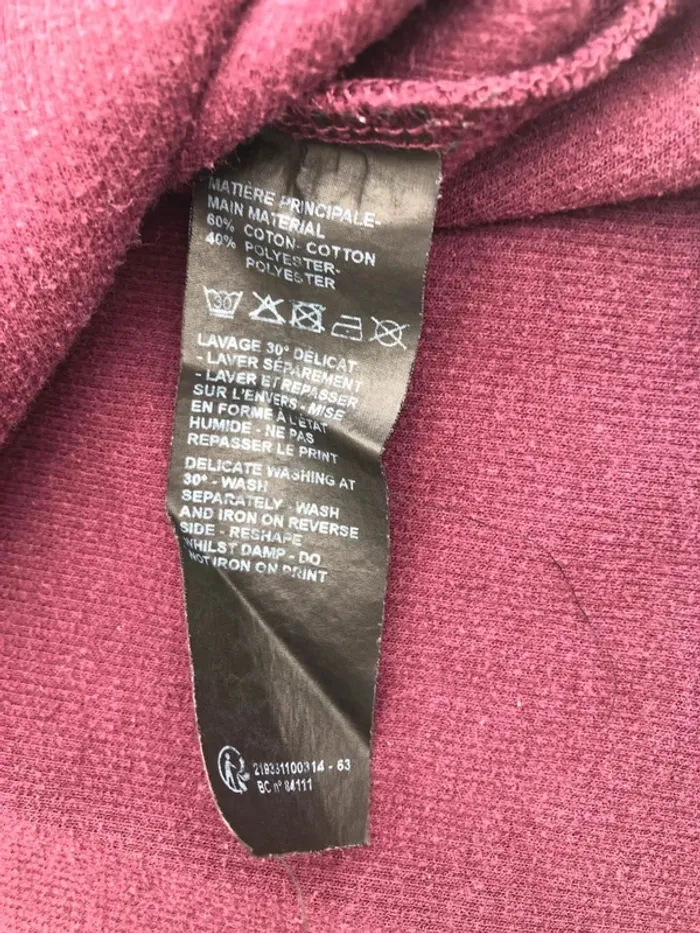 MATIÈRE PRINCIPALE-
MAIN MATERIAL
60% COTON- COTTON
40% POLYESTER-
POLYESTER
30
LAVAGE 30° DÉLICAT
- LAVER SÉPARÉMENT
- LAVER ET REPASSER
SUR L'ENVERS - MISE
EN FORME À L'ÉTAT
HUMIDE - NE PAS
REPASSER LE PRINT
DELICATE WASHING AT
30° - WASH
SEPARATELY - WASH
AND IRON ON REVERSE
SIDE - RESHAPE
WHILST DAMP - DO
NOT IRON ON PRINT
219331100314 - 63
BC n° 84111